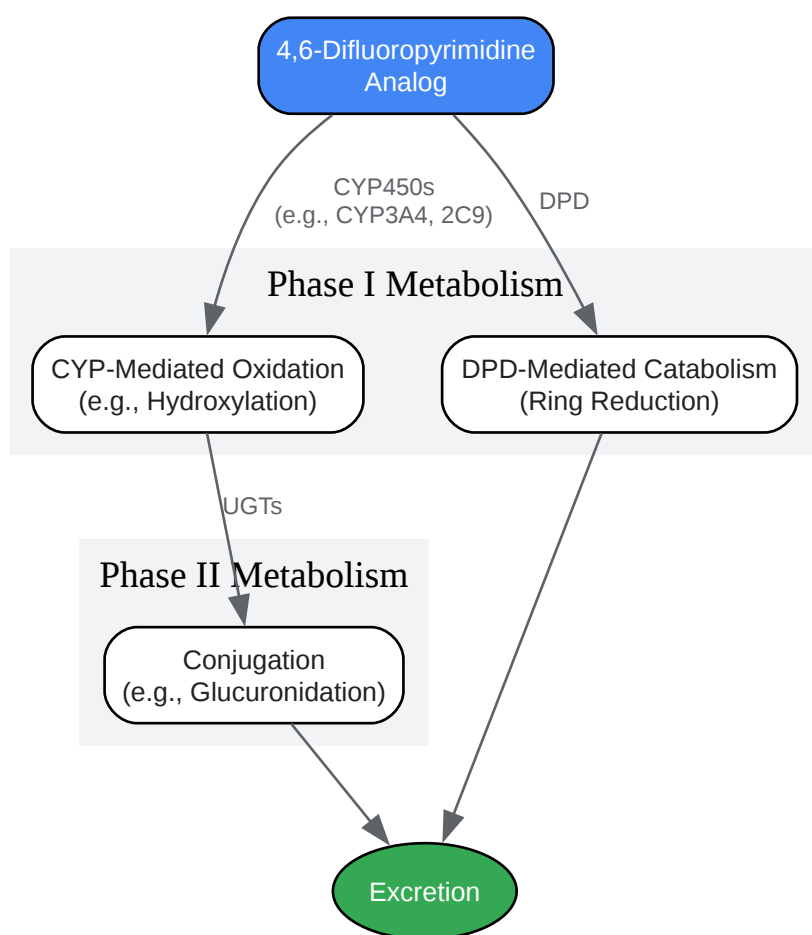 4,6-Difluoropyrimidine
Analog
CYP450s
(e.g., CYP3A4, 2C9)
DPD
Phase I Metabolism
CYP-Mediated Oxidation
(e.g., Hydroxylation)
DPD-Mediated Catabolism
(Ring Reduction)
UGTs
Phase II Metabolism
Conjugation
(e.g., Glucuronidation)
Excretion